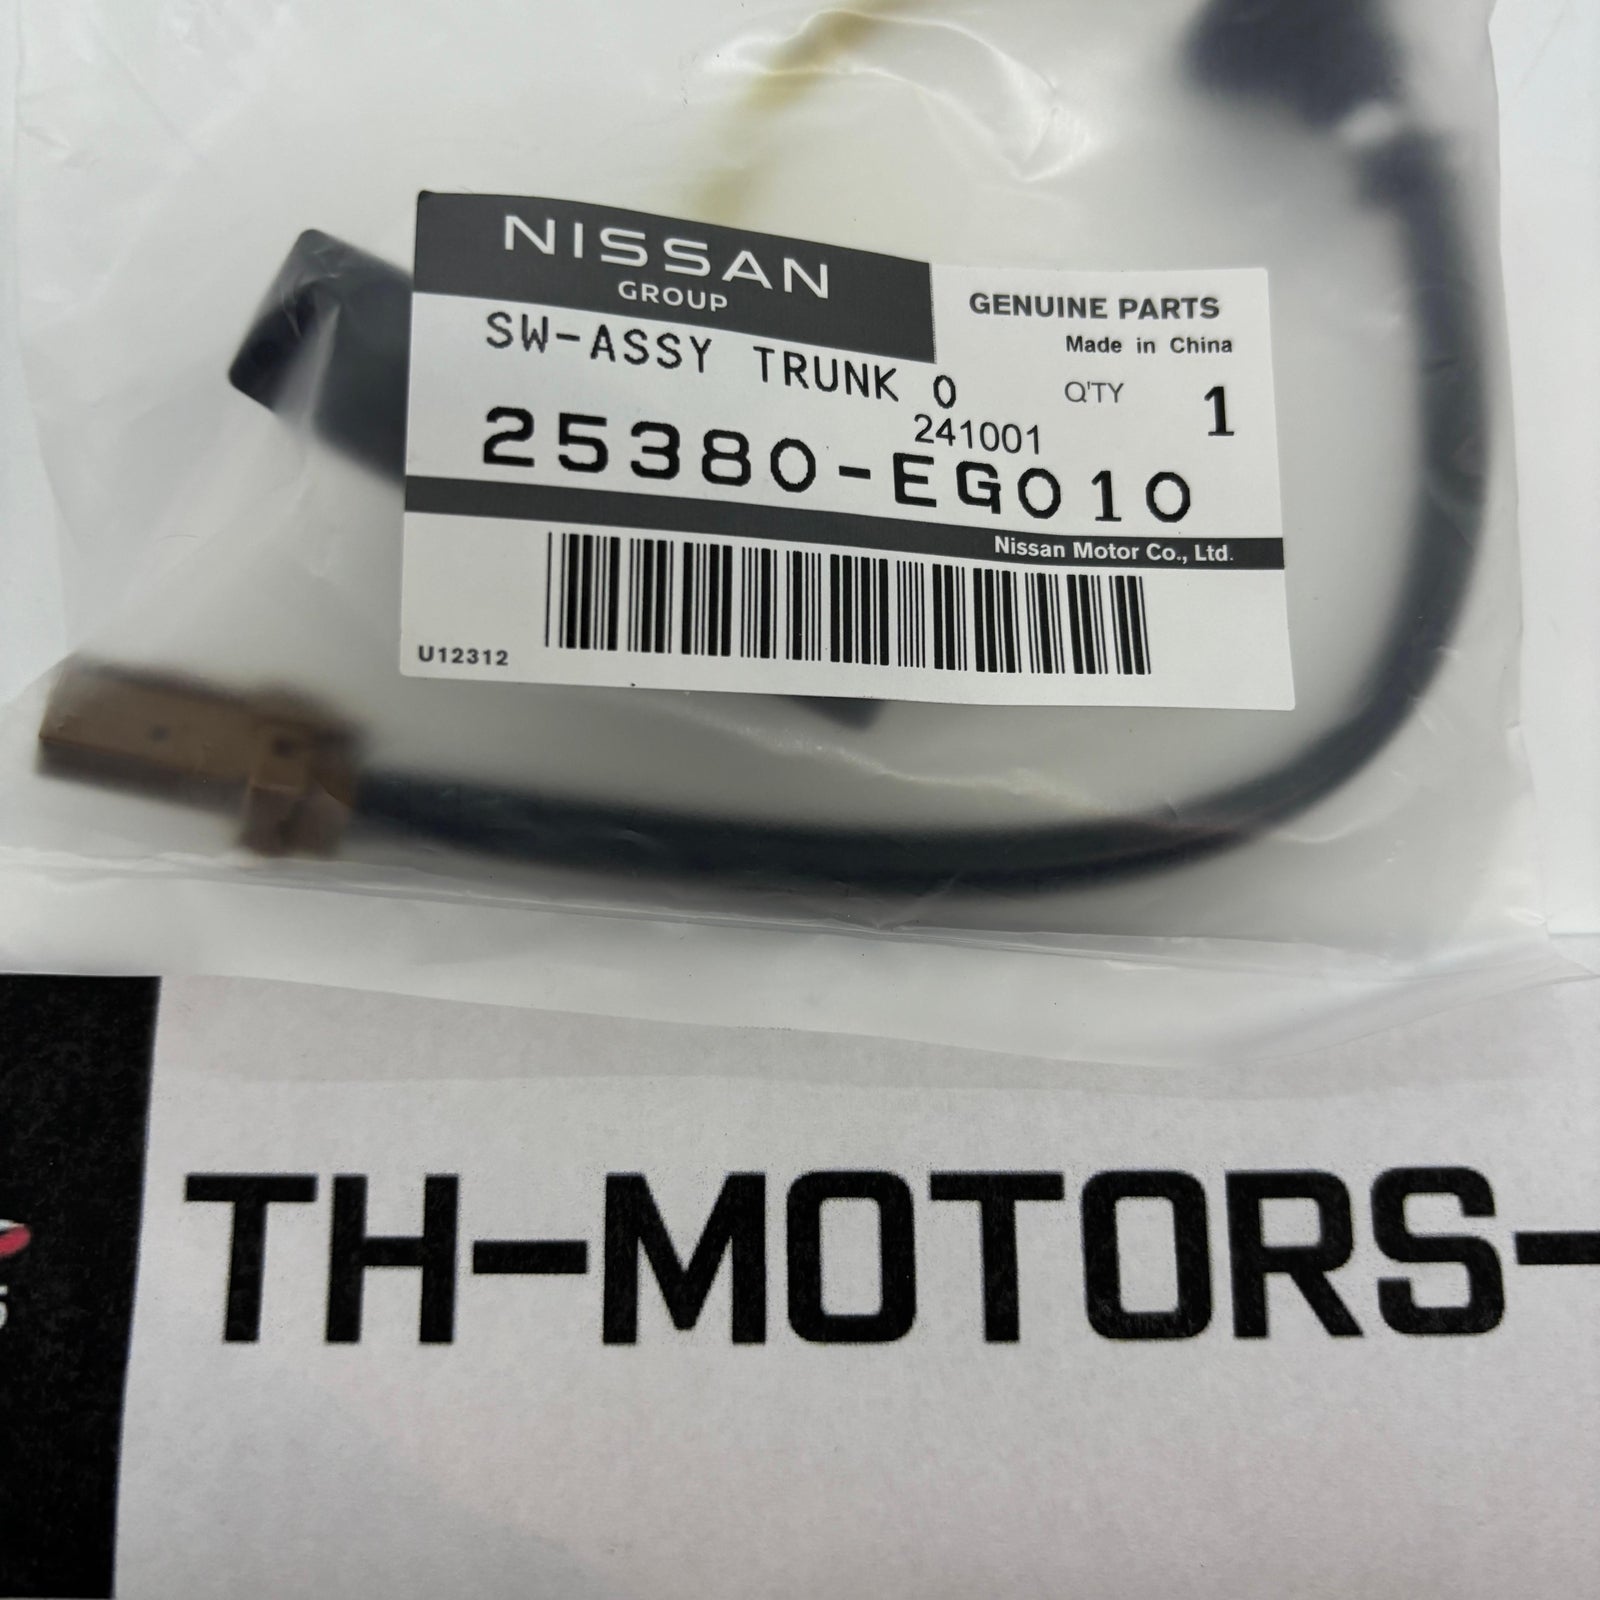 NISSAN
GROUP
GENUINE PARTS
Made in China
SW-ASSY TRUNK O
Q'TY 1
241001
25380-EG010
Nissan Motor Co., Ltd.
U12312
TH-MOTORS-